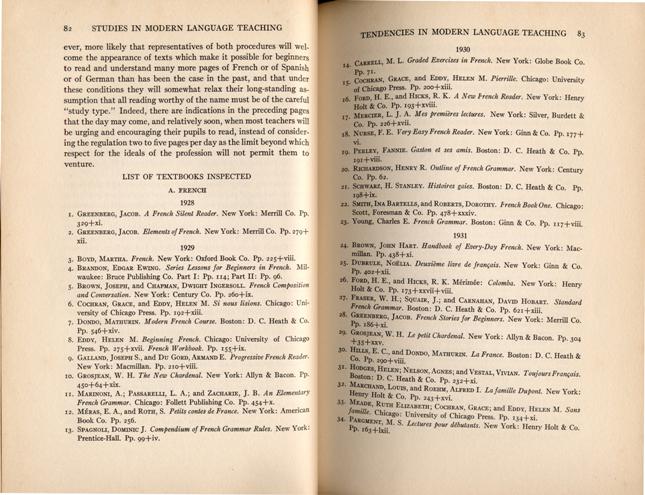 82 STUDIES IN MODERN LANGUAGE TEACHING
ever, more likely that representatives of both procedures will wel-
come the appearance of texts which make it possible for beginners
to read and understand many more pages of French or of Spanish
or of German than has been the case in the past, and that under
these conditions they will somewhat relax their long-standing as-
sumption that all reading worthy of the name must be of the careful
"study type." Indeed, there are indications in the preceding pages
that the day may come, and relatively soon, when most teachers will
be urging and encouraging their pupils to read, instead of consider-
ing the regulation two to five pages per day as the limit beyond which
respect for the ideals of the profession will not permit them to
venture.
LIST OF TEXTBOOKS INSPECTED
A. FRENCH
1928
1. GREENBERG, JACOB. A French Silent Reader. New York: Merrill Co. Pp.
329+xi.
2. GREENBERG, JACOB. Elements of French. New York: Merrill Co. Pp. 279+
xii.
1929
3. BOYD, MARTHA. French. New York: Oxford Book Co. Pp. 225+viii.
4. BRANDON, EDGAR EWING. Series Lessons for Beginners in French. Mil-
waukee: Bruce Publishing Co. Part I: Pp. 114; Part II: Pp. 96.
5. BROWN, JOSEPH, and CHAPMAN, DWIGHT INGERSOLL. French Composition
and Conversation. New York: Century Co. Pp. 260+ix.
6. COCHRAN, GRACE, and EDDY, HELEN M. Si nous lisions. Chicago: Uni-
versity of Chicago Press. Pp. 192+xiii.
7. DONDO, MATHURIN. Modern French Course. Boston: D. C. Heath & Co.
Pp. 546+xiv.
8. EDDY, HELEN M. Beginning French. Chicago: University of Chicago
Press. Pp. 275+xvii. French Workbook. Pp. 155+ix.
9. GALLAND, JOSEPH S., and DU GORD, ARMAND E. Progressive French Reader.
New York: Macmillan. Pp. 210+viii.
10. GROSJEAN, W. H. The New Chardenal. New York: Allyn & Bacon. Pp.
450+64+xix.
11. MARINONI, A.; PASSARELLI, L. A.; and ZACHARIE, J. B. An Elementary
French Grammar. Chicago: Follett Publishing Co. Pp. 454+x.
12. MÉRAS, E. A., and ROTH, S. Petits contes de France. New York: American
Book Co. Pp. 256.
13. SPAGNOLI, DOMINIC J. Compendium of French Grammar Rules. New York:
Prentice-Hall. Pp. 99+iv.
TENDENCIES IN MODERN LANGUAGE TEACHING 83
1930
14. CARRELL, M. L. Graded Exercises in French. New York: Globe Book Co.
Pp. 71.
15. COCHRAN, GRACE, and EDDY, HELEN M. Pierrille. Chicago: University
of Chicago Press. Pp. 200+xiii.
16. FORD, H. E., and HICKS, R. K. A New French Reader. New York: Henry
Holt & Co. Pp. 193+xviii.
17. MERCIER, L. J. A. Mes premières lectures. New York: Silver, Burdett &
Co. Pp. 226+xvii.
18. NURSE, F. E. Very Easy French Reader. New York: Ginn & Co. Pp. 177+
vi.
19. PERLEY, FANNIE. Gaston et ses amis. Boston: D. C. Heath & Co. Pp.
191+viii.
20. RICHARDSON, HENRY R. Outline of French Grammar. New York: Century
Co. Pp. 62.
21. SCHWARZ, H. STANLEY. Histoires gaies. Boston: D. C. Heath & Co. Pp.
198+ix.
22. SMITH, INA BARTELLS, and ROBERTS, DOROTHY. French Book One. Chicago:
Scott, Foresman & Co. Pp. 478+xxxiv.
23. YOUNG, CHARLES E. French Grammar. Boston: Ginn & Co. Pp. 117+viii.
1931
24. BROWN, JOHN HART. Handbook of Every-Day French. New York: Mac-
millan. Pp. 438+xi.
25. DUBRULE, NOËLIA. Deuxième livre de français. New York: Ginn & Co.
Pp. 402+xii.
26. FORD, H. E., and HICKS, R. K. Mérimée: Colomba. New York: Henry
Holt & Co. Pp. 173+xxvii+viii.
27. FRASER, W. H.; SQUAIR, J.; and CARNAHAN, DAVID HOBART. Standard
French Grammar. Boston: D. C. Heath & Co. Pp. 621+xiii.
28. GREENBERG, JACOB. French Stories for Beginners. New York: Merrill Co.
Pp. 186+xi.
29. GROSJEAN, W. H. Le petit Chardenal. New York: Allyn & Bacon. Pp. 304
+33+xxv.
30. HILLS, E. C., and DONDO, MATHURIN. La France. Boston: D. C. Heath &
Co. Pp. 290+viii.
31. HODGES, HELEN; NELSON, AGNES; and VESTAL, VIVIAN. Toujours Français.
Boston: D. C. Heath & Co. Pp. 232+xi.
32. MARCHAND, LOUIS, and ROEHM, ALFRED I. La famille Dupont. New York:
Henry Holt & Co. Pp. 243+xvi.
33. MEADE, RUTH ELIZABETH; COCHRAN, GRACE; and EDDY, HELEN M. Sans
famille. Chicago: University of Chicago Press. Pp. 134+xi.
34. PARGMENT, M. S. Lectures pour débutants. New York: Henry Holt & Co.
Pp. 163+lxii.